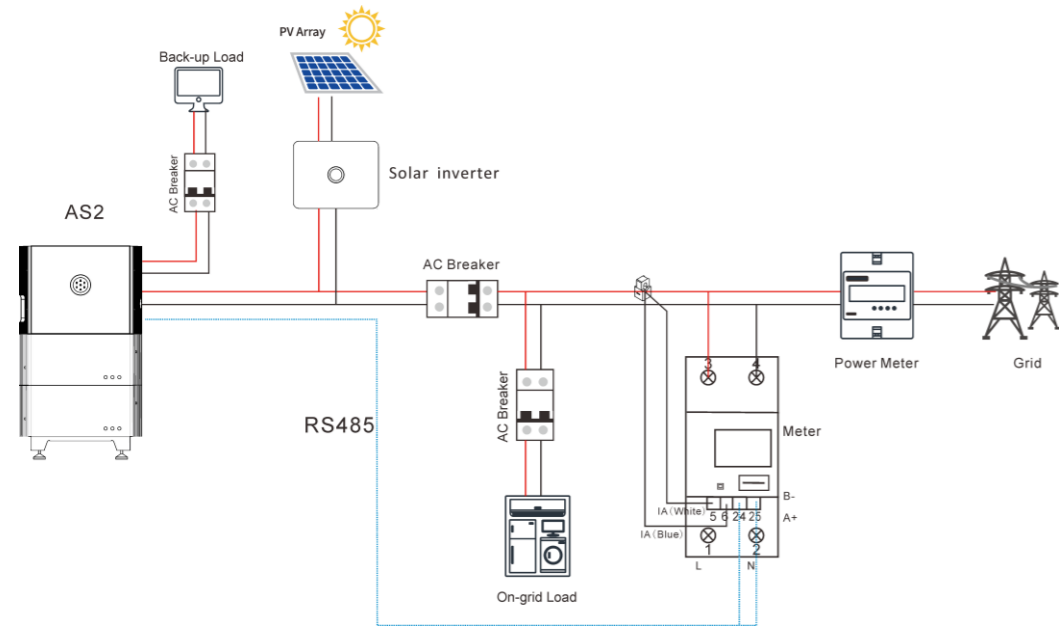 PV Array
Back-up Load
AC Breaker
Solar inverter
AS2
AC Breaker
AC Breaker
RS485
On-grid Load
3
4
Meter
B-
A+
IA(White)
5 6 24 25
IA(Blue)
1
2
L
N
Power Meter
Grid